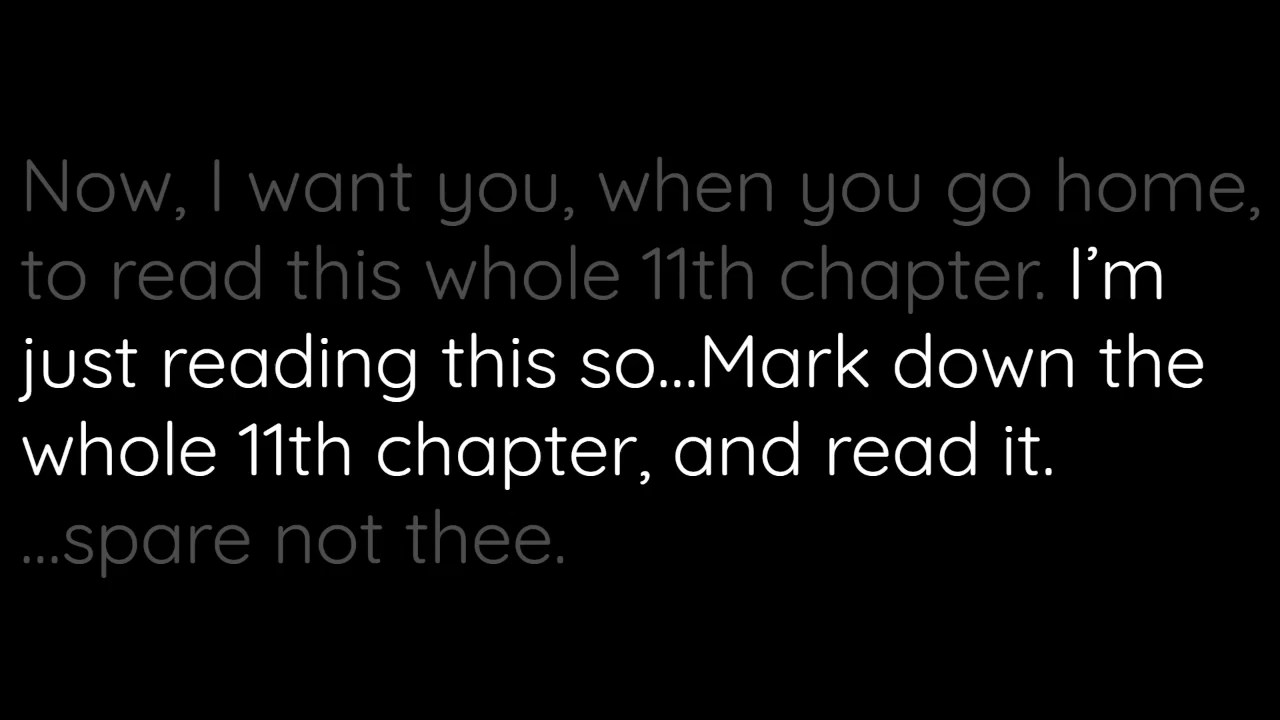 Now, I want you, when you go home,
to read this whole 11th chapter. I’m
just reading this so...Mark down the
whole 11th chapter, and read it.
...spare not thee.